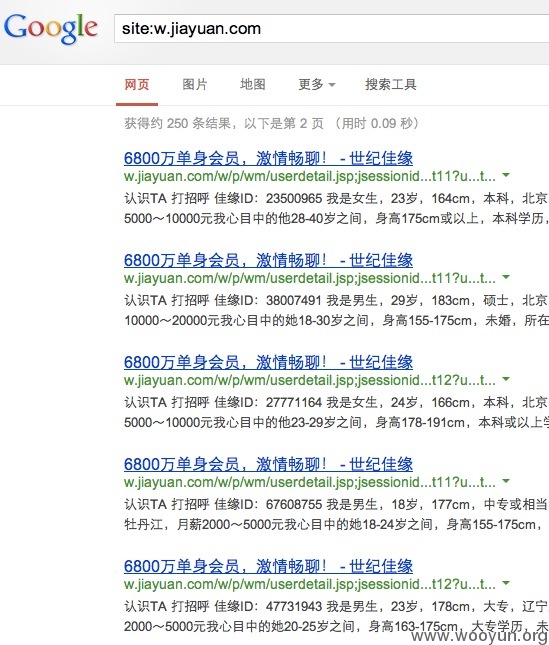 Google
site:w.jiayuan.com
网页 图片 地图 更多 搜索工具
获得约 250 条结果，以下是第 2 页 （用时 0.09 秒）
6800万单身会员，激情畅聊！ - 世纪佳缘
w.jiayuan.com/w/p/wm/userdetail.jsp;jsessionid...t11?u...t...
认识TA 打招呼 佳缘ID：23500965 我是女生，23岁，164cm，本科，北京
5000～10000元我心目中的他28-40岁之间，身高175cm或以上，本科学历，
6800万单身会员，激情畅聊！ - 世纪佳缘
w.jiayuan.com/w/p/wm/userdetail.jsp;jsessionid...t11?u...t...
认识TA 打招呼 佳缘ID：38007491 我是男生，29岁，183cm，硕士，北京
10000～20000元我心目中的她18-30岁之间，身高155-175cm，未婚，所在
6800万单身会员，激情畅聊！ - 世纪佳缘
w.jiayuan.com/w/p/wm/userdetail.jsp;jsessionid...t12?u...t...
认识TA 打招呼 佳缘ID：27771164 我是女生，24岁，166cm，本科，北京
5000～10000元我心目中的他23-29岁之间，身高178-191cm，本科或以上学
6800万单身会员，激情畅聊！ - 世纪佳缘
w.jiayuan.com/w/p/wm/userdetail.jsp;jsessionid...t11?u...t...
认识TA 打招呼 佳缘ID：67608755 我是男生，18岁，177cm，中专或相当
牡丹江，月薪2000～5000元我心目中的她18-24岁之间，身高155-175cm，
6800万单身会员，激情畅聊！ - 世纪佳缘
w.jiayuan.com/w/p/wm/userdetail.jsp;jsessionid...t12?u...t...
认识TA 打招呼 佳缘ID：47731943 我是男生，23岁，178cm，大专，辽宁
2000～5000元我心目中的她20-25岁之间，身高163-175cm，大专学历，未
www.wooyun.org